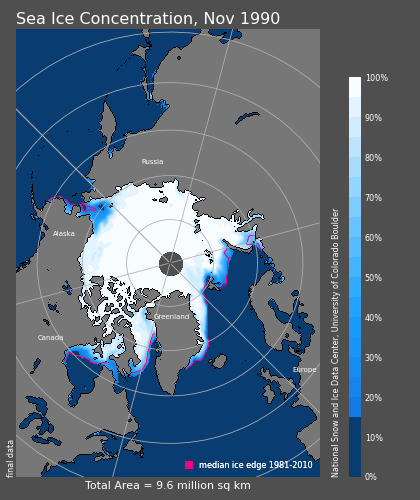 Sea Ice Concentration, Nov 1990
Russia
Alaska
Greenland
Canada
Europe
median ice edge 1981-2010
Total Area = 9.6 million sq km
final data
National Snow and Ice Data Center, University of Colorado Boulder
100%
90%
80%
70%
60%
50%
40%
30%
20%
10%
0%